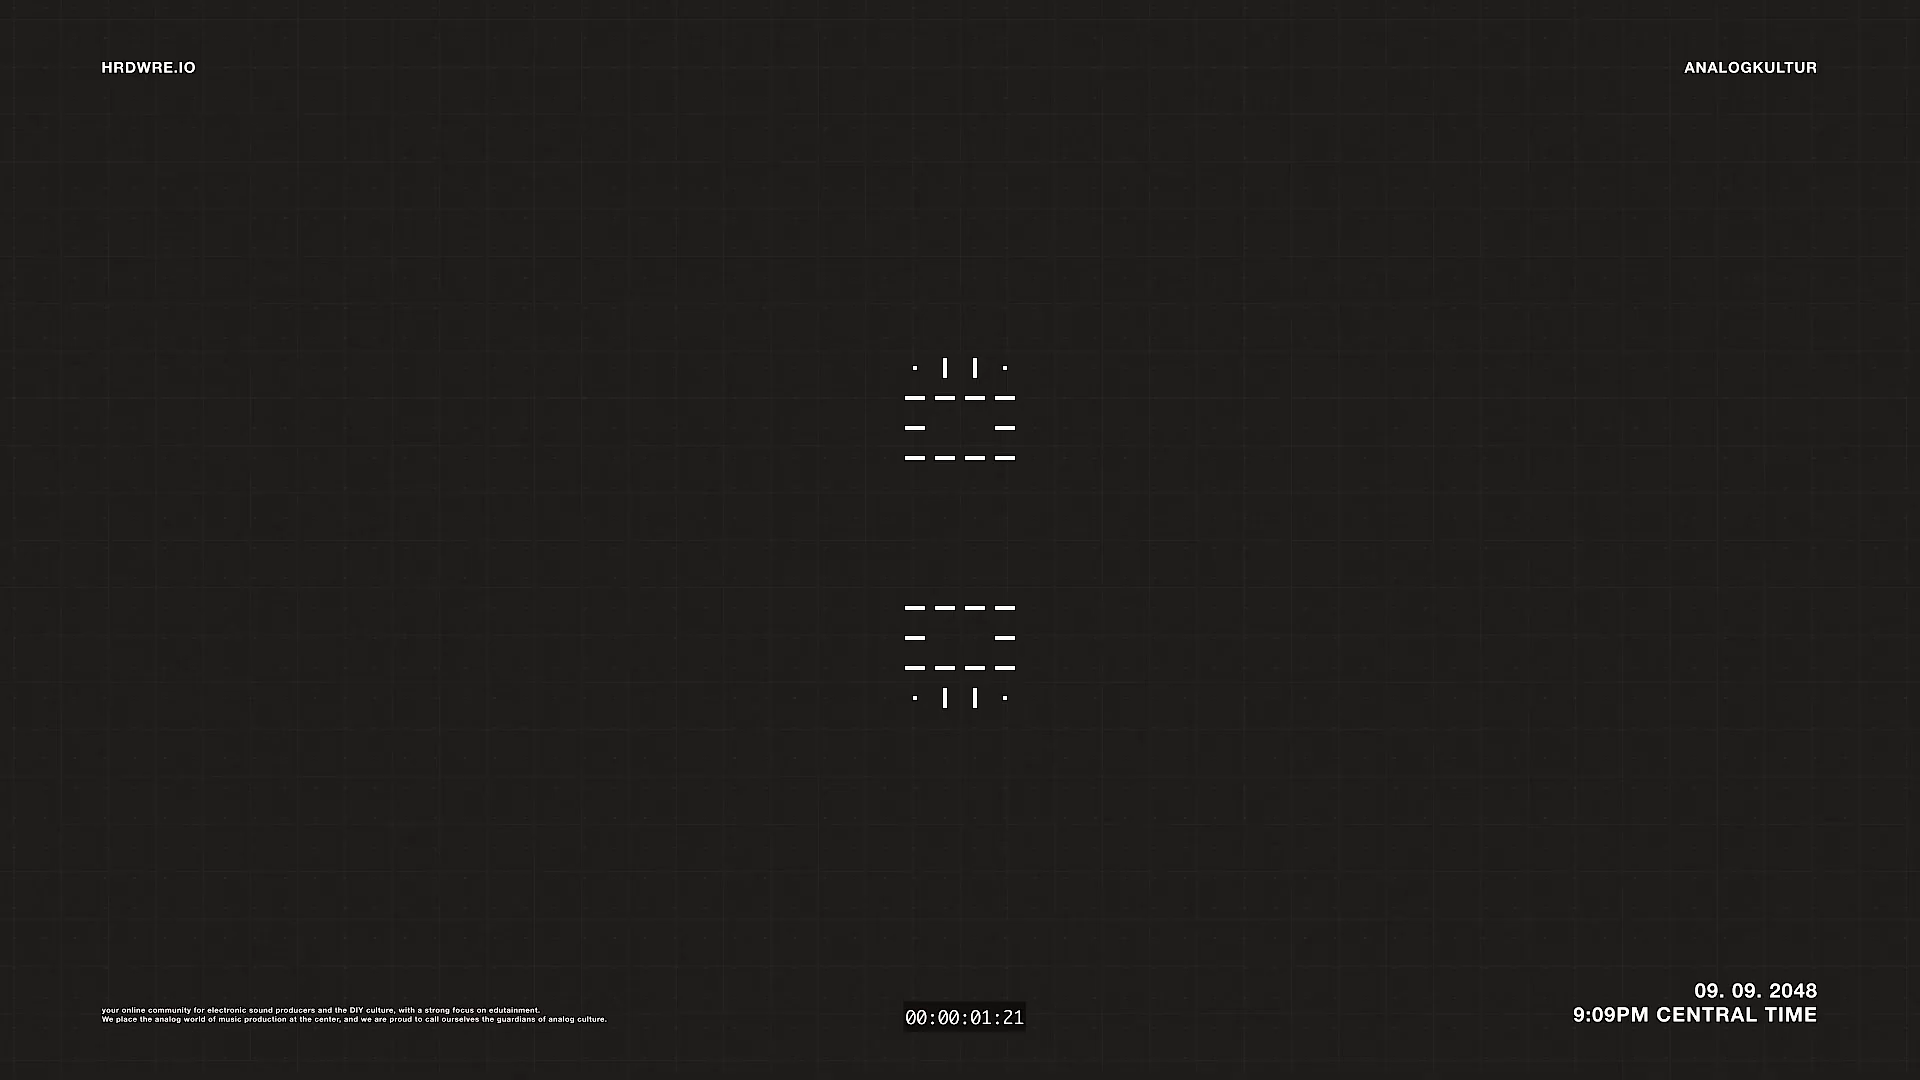 HRDWRE.IO
ANALOGKULTUR
your online community for electronic sound producers and the DIY culture, with a strong focus on edutainment.
We place the analog world of music production at the center, and we are proud to call ourselves the guardians of analog culture.
00:00:01:21
09. 09. 2048
9:09PM CENTRAL TIME